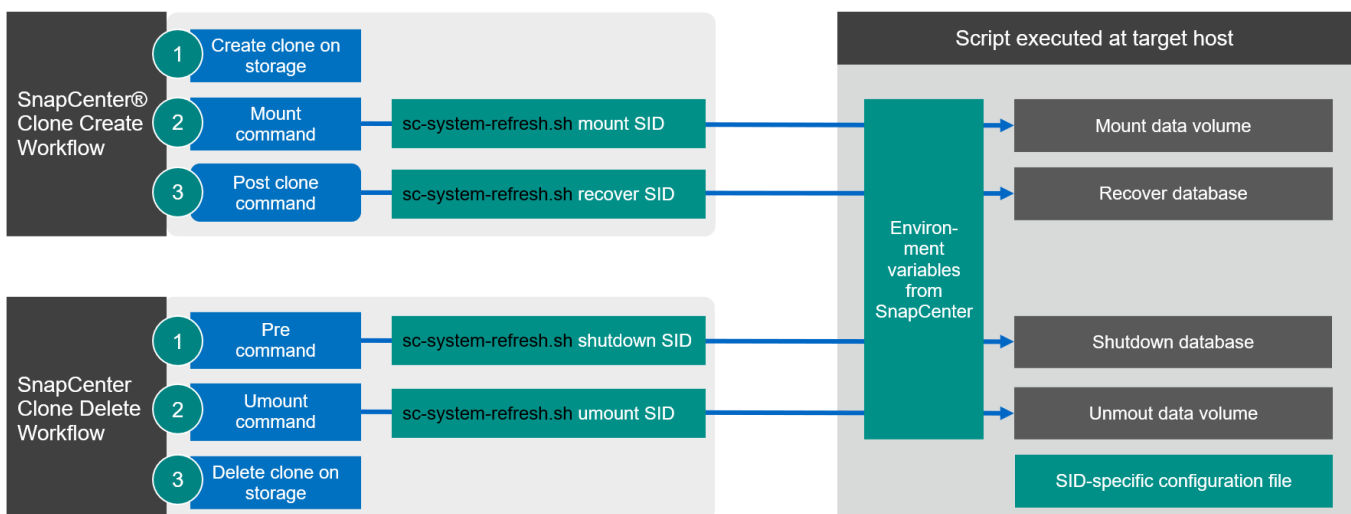 SnapCenter®
Clone Create
Workflow
1
Create clone on
storage
2
Mount
command
sc-system-refresh.sh mount SID
3
Post clone
command
sc-system-refresh.sh recover SID
SnapCenter
Clone Delete
Workflow
1
Pre
command
sc-system-refresh.sh shutdown SID
2
Umount
command
sc-system-refresh.sh umount SID
3
Delete clone on
storage
Script executed at target host
Environ-
ment
variables
from
SnapCenter
Mount data volume
Recover database
Shutdown database
Unmout data volume
SID-specific configuration file